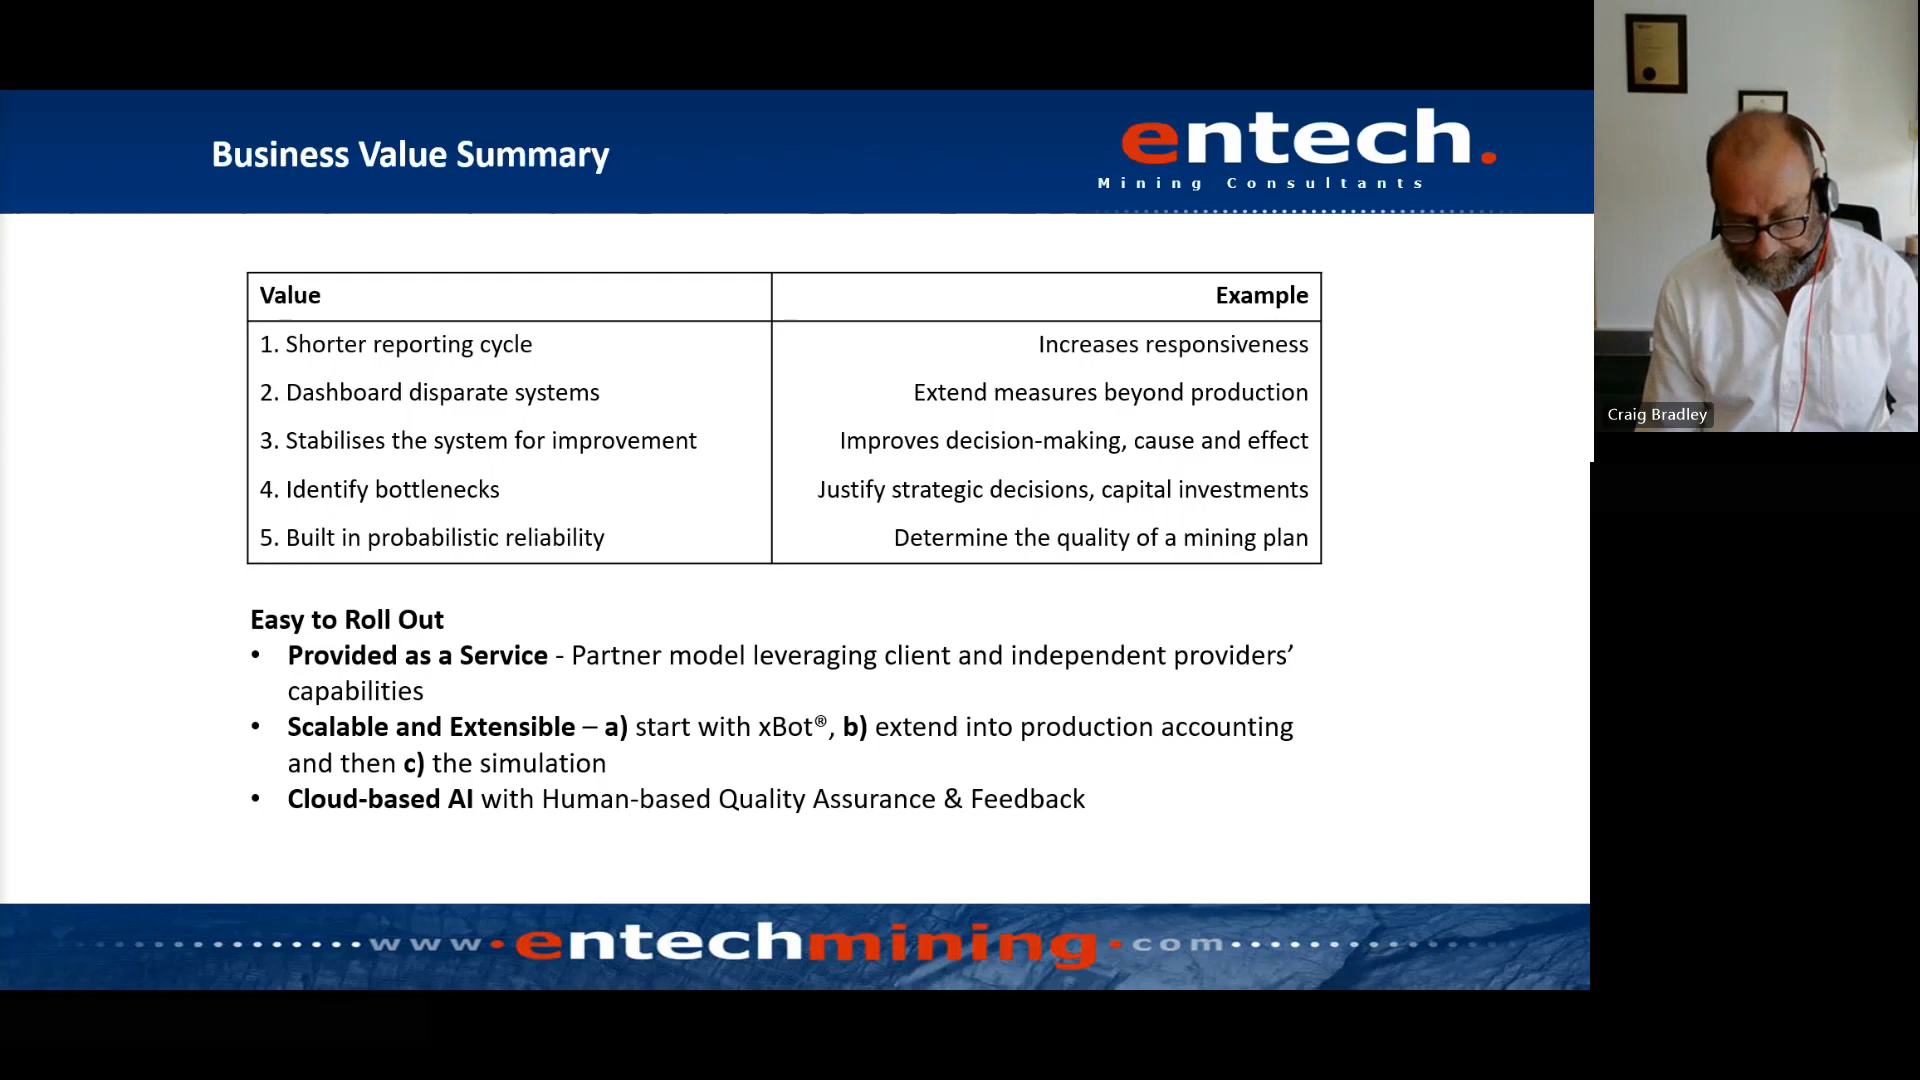 Business Value Summary
entech.
Mining Consultants
Value Example
1. Shorter reporting cycle Increases responsiveness
2. Dashboard disparate systems Extend measures beyond production
3. Stabilises the system for improvement Improves decision-making, cause and effect
4. Identify bottlenecks Justify strategic decisions, capital investments
5. Built in probabilistic reliability Determine the quality of a mining plan
Easy to Roll Out
• Provided as a Service - Partner model leveraging client and independent providers’
capabilities
• Scalable and Extensible – a) start with xBot®, b) extend into production accounting
and then c) the simulation
• Cloud-based AI with Human-based Quality Assurance & Feedback
www.entechmining.com
Craig Bradley